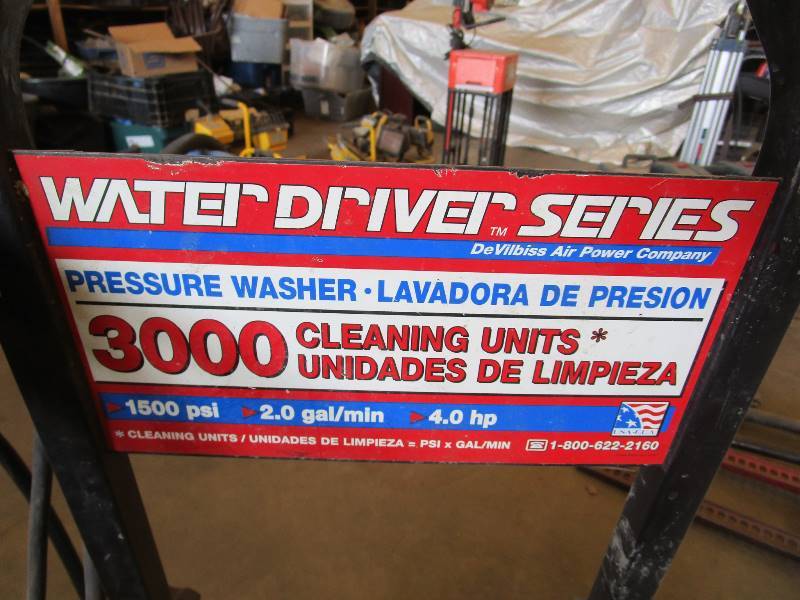 WATER DRIVER SERIES
TM
DeVilbiss Air Power Company
PRESSURE WASHER · LAVADORA DE PRESION
3000 CLEANING UNITS *
UNIDADES DE LIMPIEZA
1500 psi 2.0 gal/min 4.0 hp
* CLEANING UNITS / UNIDADES DE LIMPIEZA = PSI x GAL/MIN 1-800-622-2160